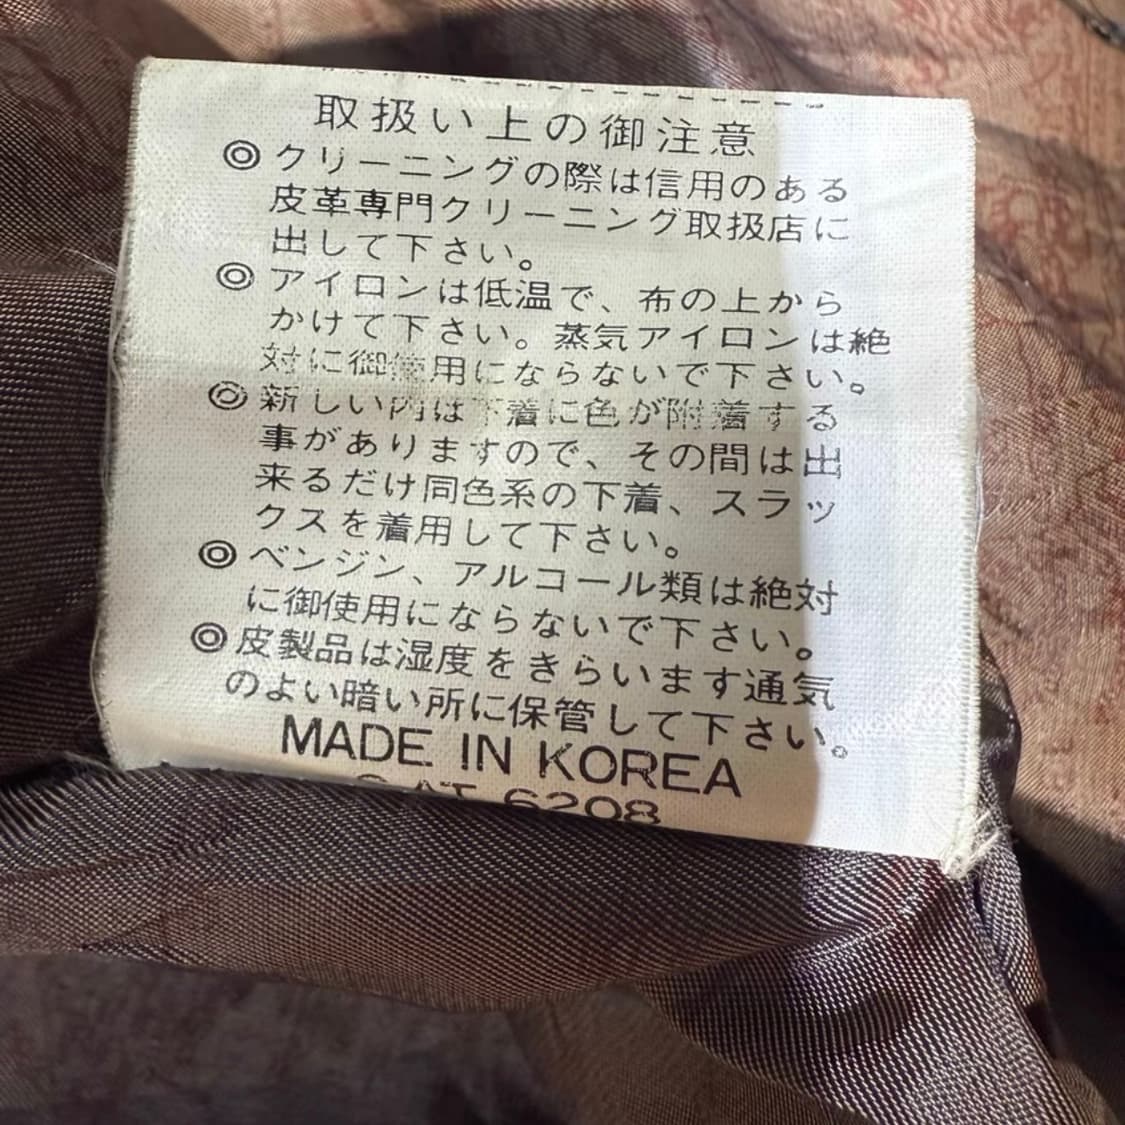 取扱い上の御注意
◎クリーニングの際は信用のある
皮革専門クリーニング取扱店に
出して下さい。
◎アイロンは低温で、布の上から
かけて下さい。蒸気アイロンは絶
対に御使用にならないで下さい。
◎新しい内は下着に色が附着する
事がありますので、その間は出
来るだけ同色系の下着、スラッ
クスを着用して下さい。
◎ベンジン、アルコール類は絶対
に御使用にならないで下さい。
◎皮製品は湿度をきらいます通気
のよい暗い所に保管して下さい。
MADE IN KOREA
6208